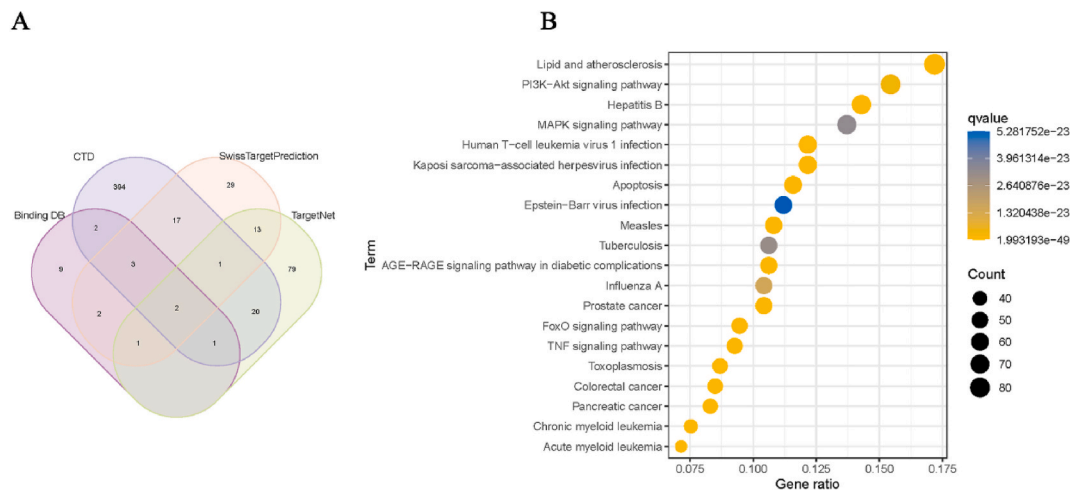 A
CTD
SwissTargetPrediction
Binding DB
TargetNet
394
29
2
17
13
9
3
1
79
2
2
20
1
1
B
Term
Lipid and atherosclerosis
PI3K−Akt signaling pathway
Hepatitis B
MAPK signaling pathway
Human T−cell leukemia virus 1 infection
Kaposi sarcoma−associated herpesvirus infection
Apoptosis
Epstein−Barr virus infection
Measles
Tuberculosis
AGE−RAGE signaling pathway in diabetic complications
Influenza A
Prostate cancer
FoxO signaling pathway
TNF signaling pathway
Toxoplasmosis
Colorectal cancer
Pancreatic cancer
Chronic myeloid leukemia
Acute myeloid leukemia
0.075 0.100 0.125 0.150 0.175
Gene ratio
qvalue
5.281752e−23
3.961314e−23
2.640876e−23
1.320438e−23
1.993193e−49
Count
40
50
60
70
80